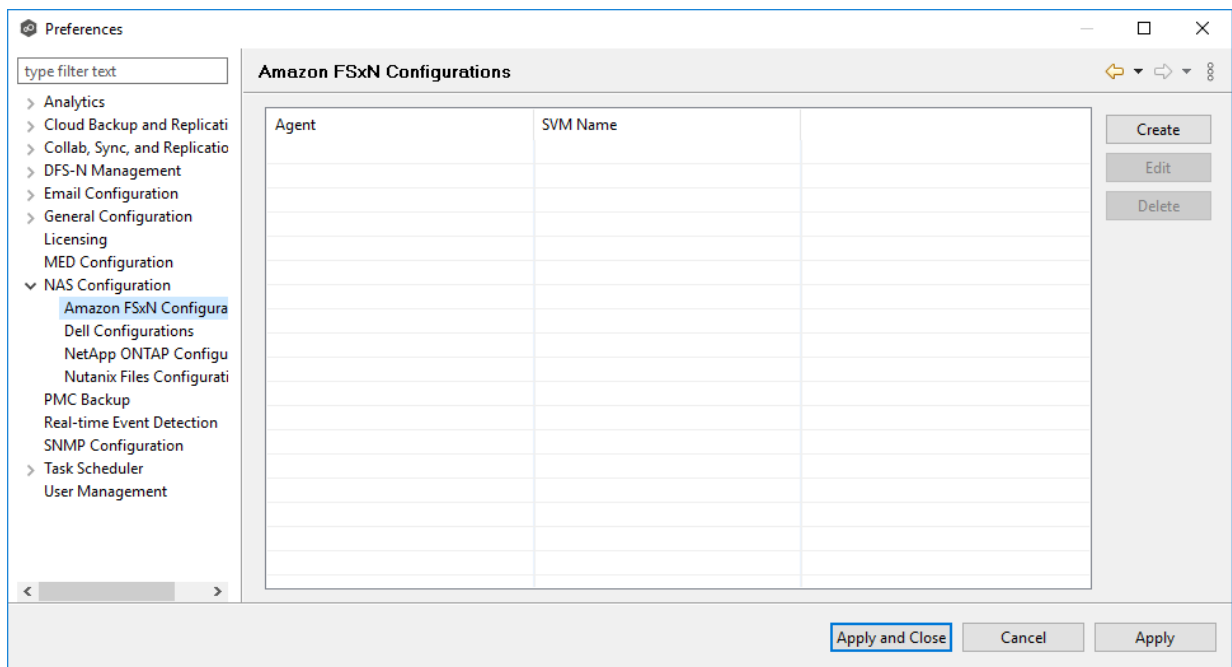 Preferences
type filter text
Analytics
Cloud Backup and Replicati
Collab, Sync, and Replicatio
DFS-N Management
Email Configuration
General Configuration
Licensing
MED Configuration
NAS Configuration
Amazon FSxN Configura
Dell Configurations
NetApp ONTAP Configu
Nutanix Files Configurati
PMC Backup
Real-time Event Detection
SNMP Configuration
Task Scheduler
User Management
Amazon FSxN Configurations
Agent SVM Name
Create
Edit
Delete
Apply and Close Cancel Apply